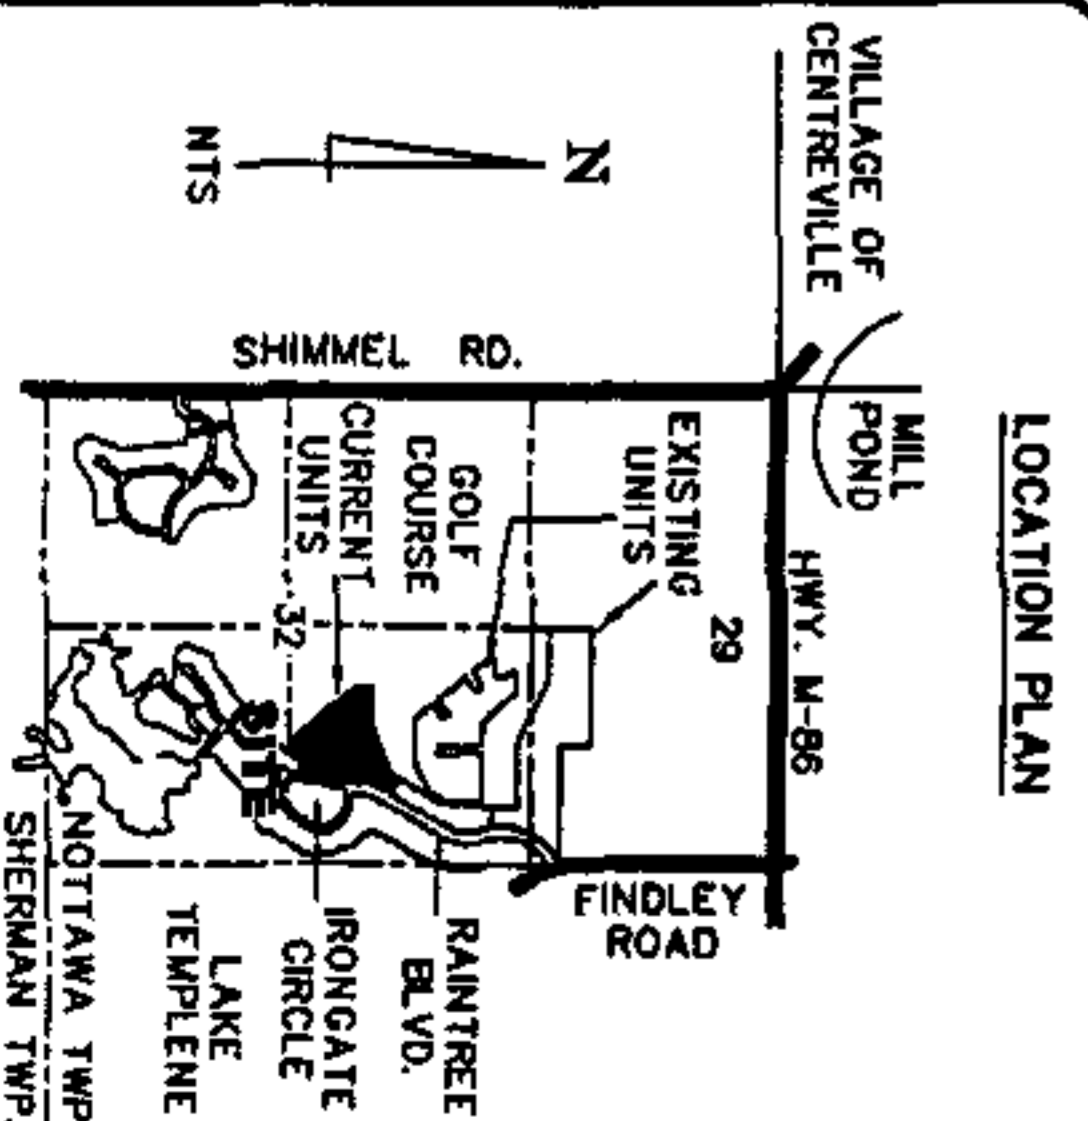 LOCATION PLAN
VILLAGE OF
CENTREVILLE
MILL
POND
HWY. M-86
N
NTS
SHIMMEL RD.
29
EXISTING
UNITS
FINDLEY
ROAD
GOLF
COURSE
CURRENT
UNITS
32
SITE
RAINTREE
BLVD.
IRONGATE
CIRCLE
LAKE
TEMPLENE
NOTTAWA TWP
SHERMAN TWP.